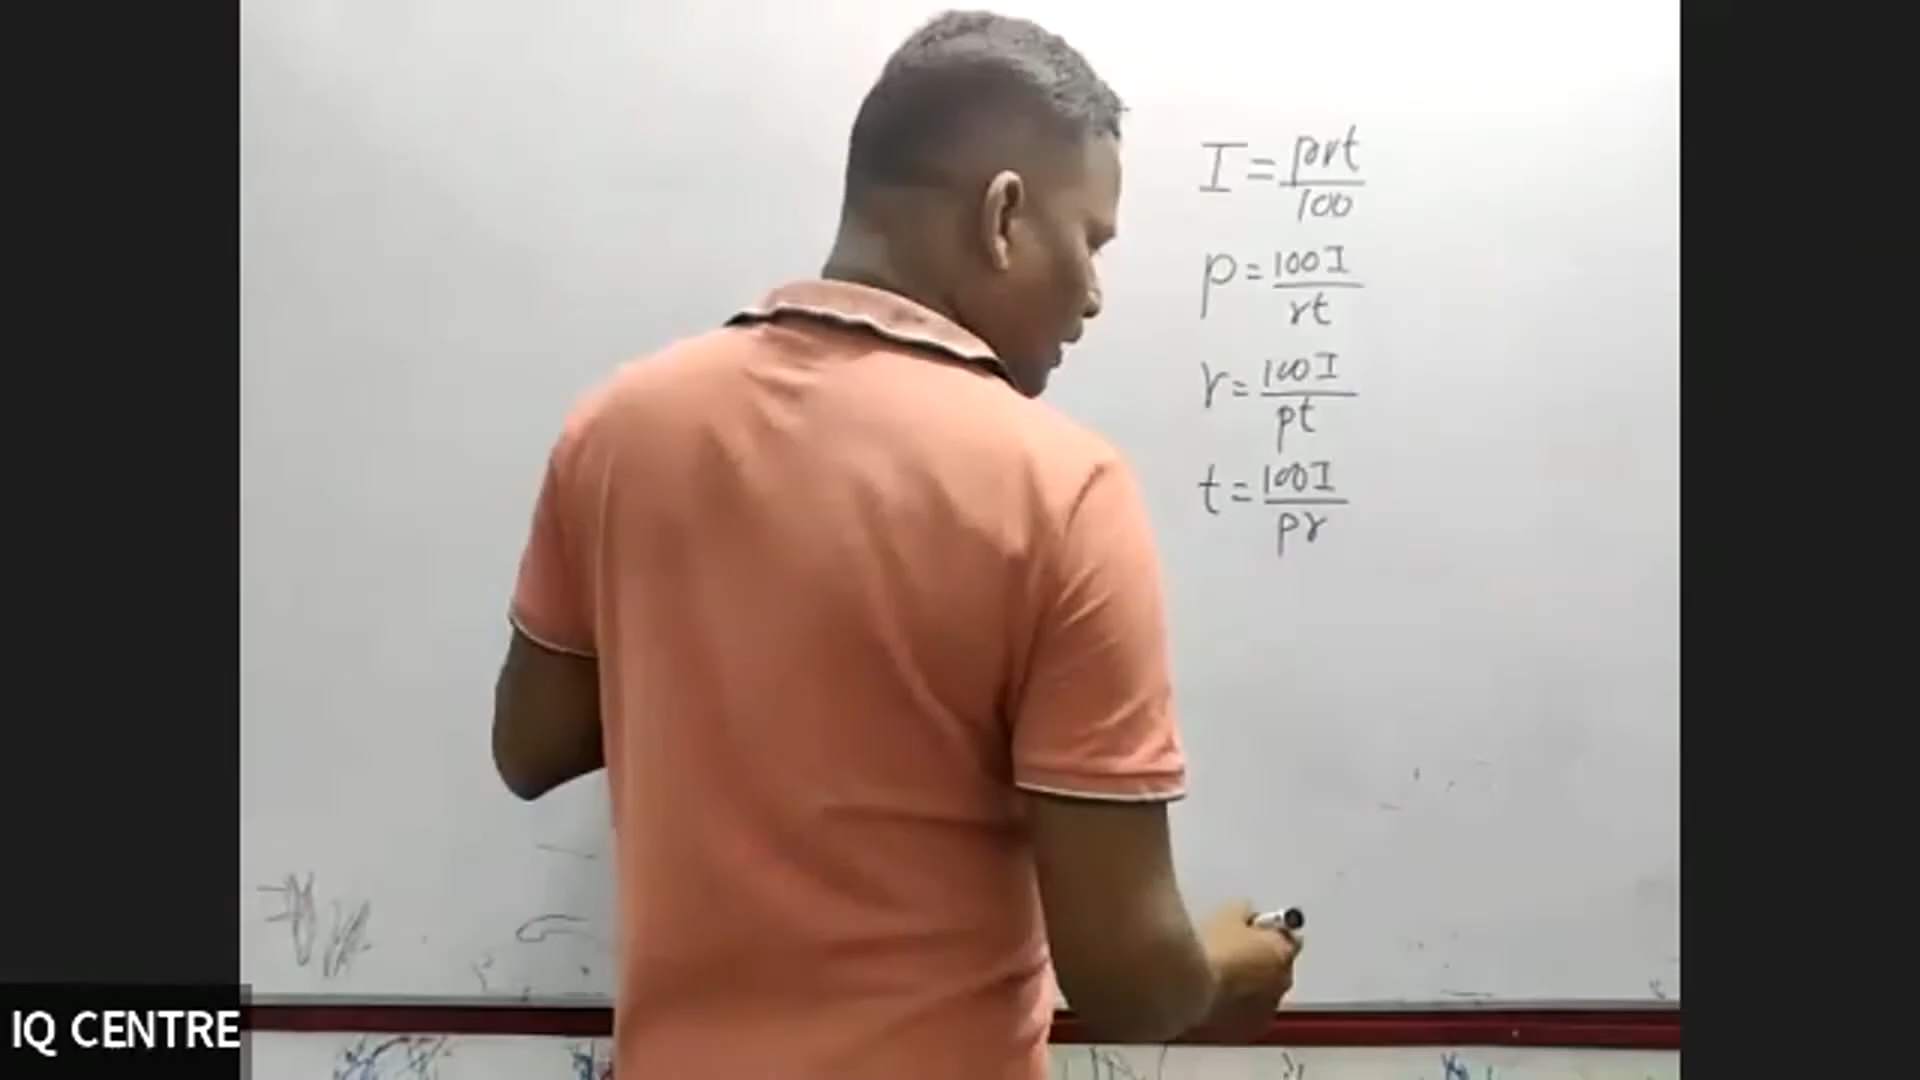 I = prt/100
p = 100I/rt
r = 100I/pt
t = 100I/pr
IQ CENTRE